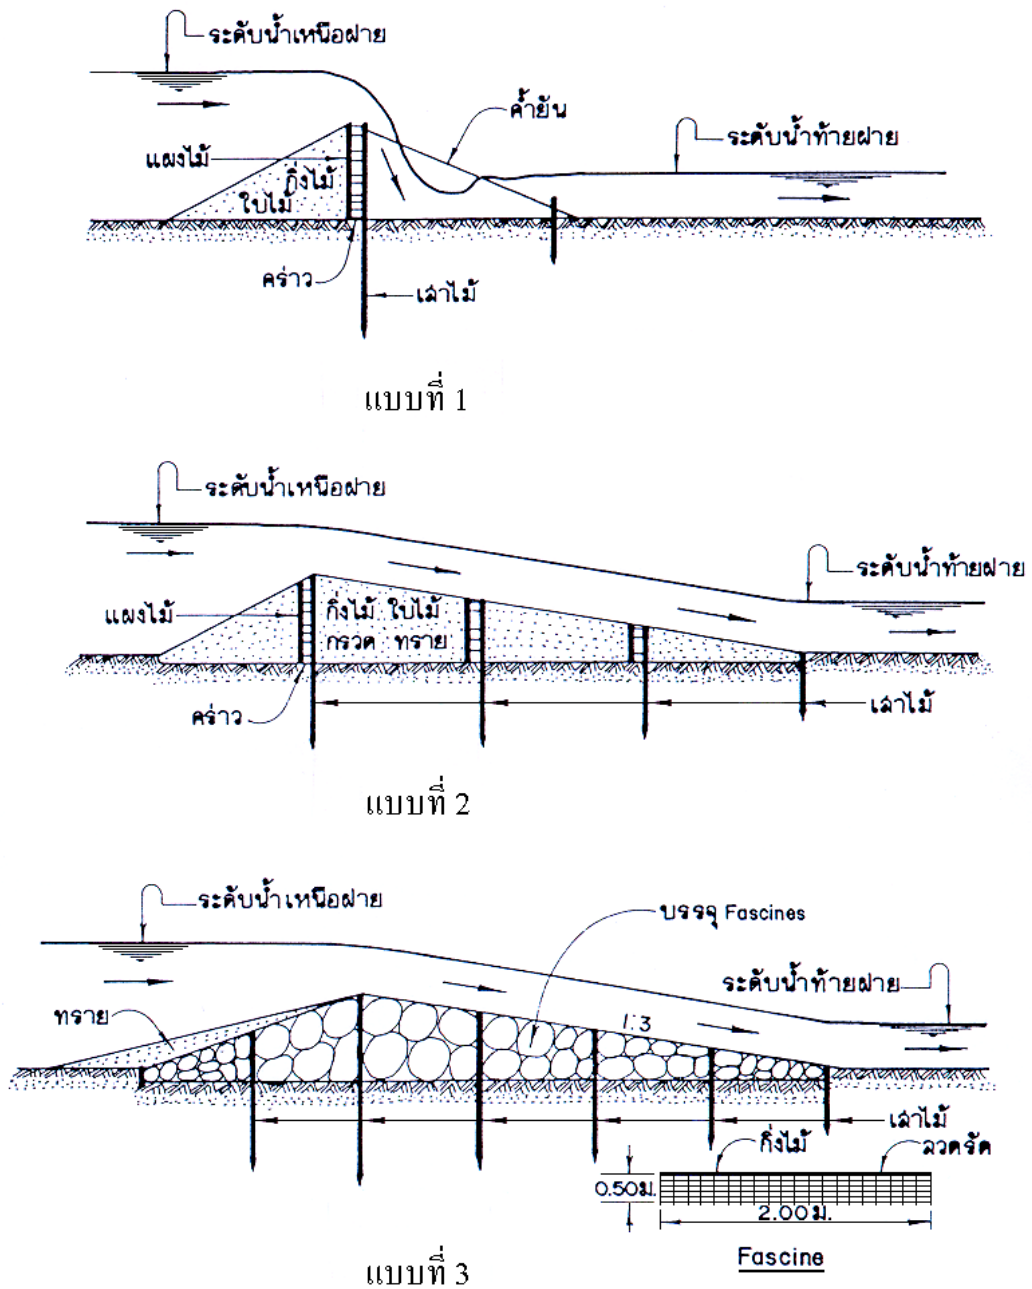 ระดับน้ำเหนือฝาย
ค้ำยัน
ระดับน้ำท้ายฝาย
แผงไม้
กิ่งไม้
ใบไม้
คร่าว
เสาไม้
แบบที่ 1
ระดับน้ำเหนือฝาย
ระดับน้ำท้ายฝาย
แผงไม้
กิ่งไม้ ใบไม้
กรวด ทราย
คร่าว
เสาไม้
แบบที่ 2
ระดับน้ำเหนือฝาย
บรรจุ Fascines
ระดับน้ำท้ายฝาย
ทราย
1:3
เสาไม้
กิ่งไม้
ลวดรัด
0.50ม.
2.00ม.
Fascine
แบบที่ 3